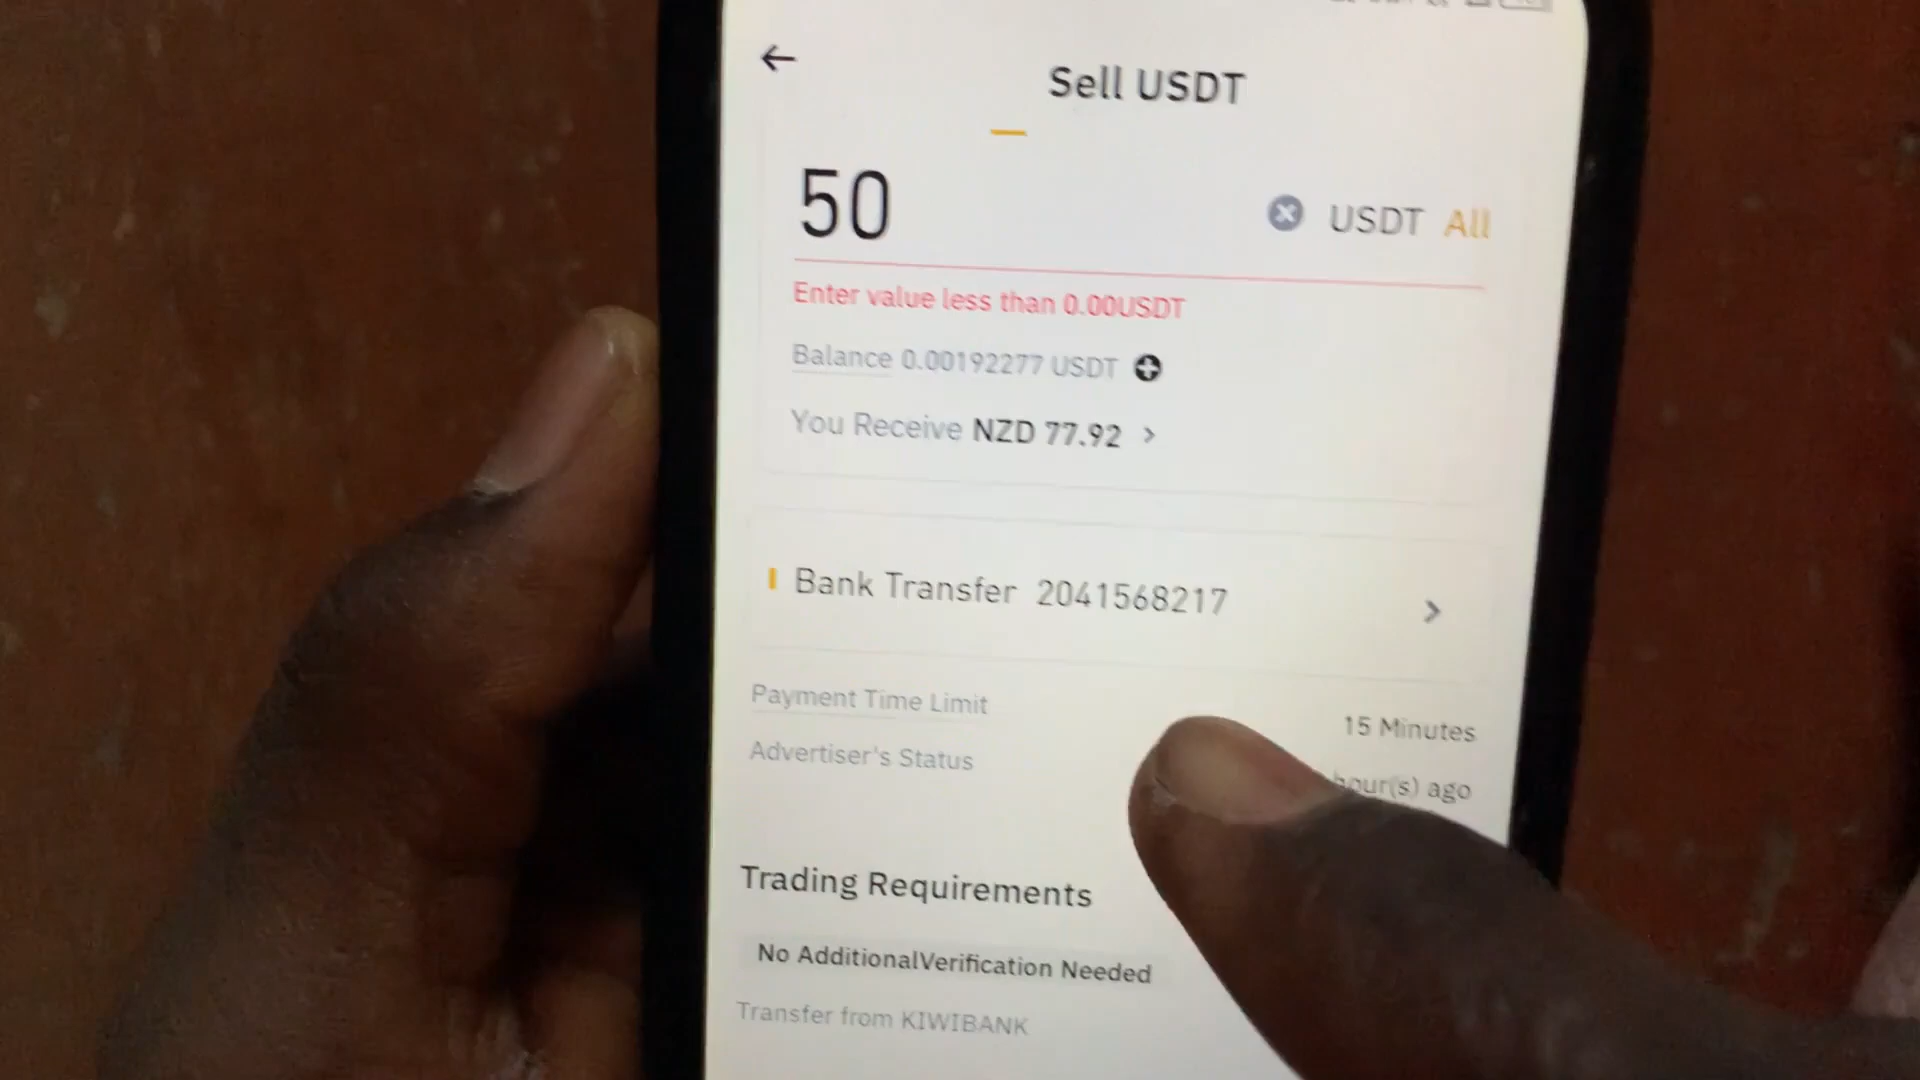 Sell USDT
50 USDT All
Enter value less than 0.00USDT
Balance 0.00192277 USDT
You Receive NZD 77.92 >
Bank Transfer 2041568217 >
Payment Time Limit 15 Minutes
Advertiser's Status hour(s) ago
Trading Requirements
No AdditionalVerification Needed
Transfer from KIWIBANK